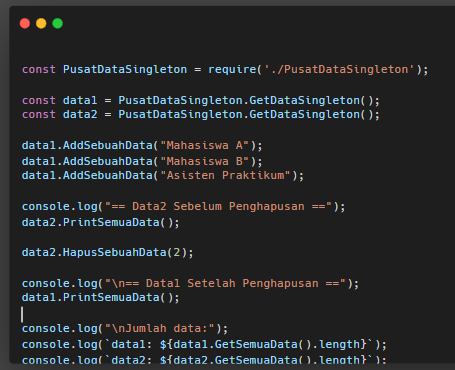 const PusatDataSingleton = require('./PusatDataSingleton');
const data1 = PusatDataSingleton.GetDataSingleton();
const data2 = PusatDataSingleton.GetDataSingleton();
data1.AddSebuahData("Mahasiswa A");
data1.AddSebuahData("Mahasiswa B");
data1.AddSebuahData("Asisten Praktikum");
console.log("== Data2 Sebelum Penghapusan ==");
data2.PrintSemuaData();
data2.HapusSebuahData(2);
console.log("\n== Data1 Setelah Penghapusan ==");
data1.PrintSemuaData();
console.log("\nJumlah data:");
console.log(`data1: ${data1.GetSemuaData().length}`);
console.log(`data2: ${data2.GetSemuaData().length}`);